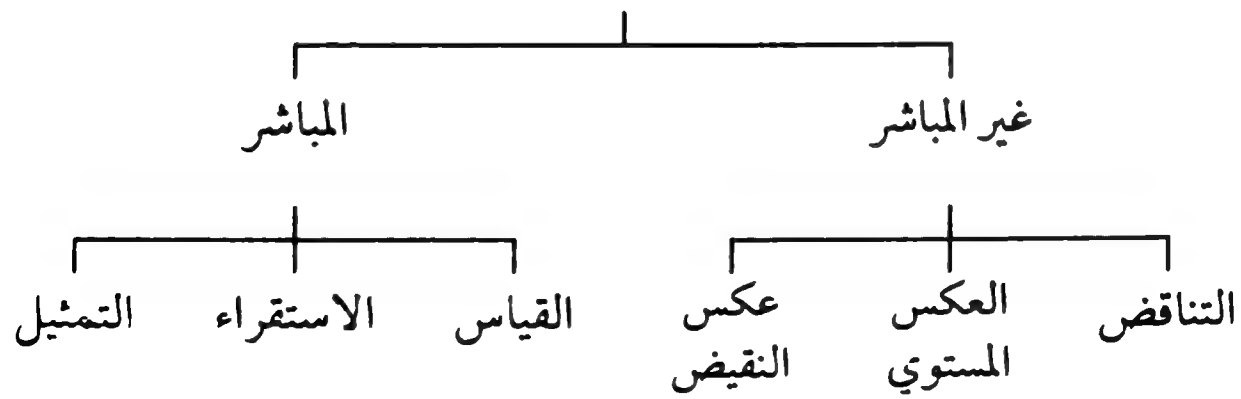 غير المباشر
المباشر
التناقض
العكس المستوي
عكس النقيض
القياس
الاستقراء
التمثيل